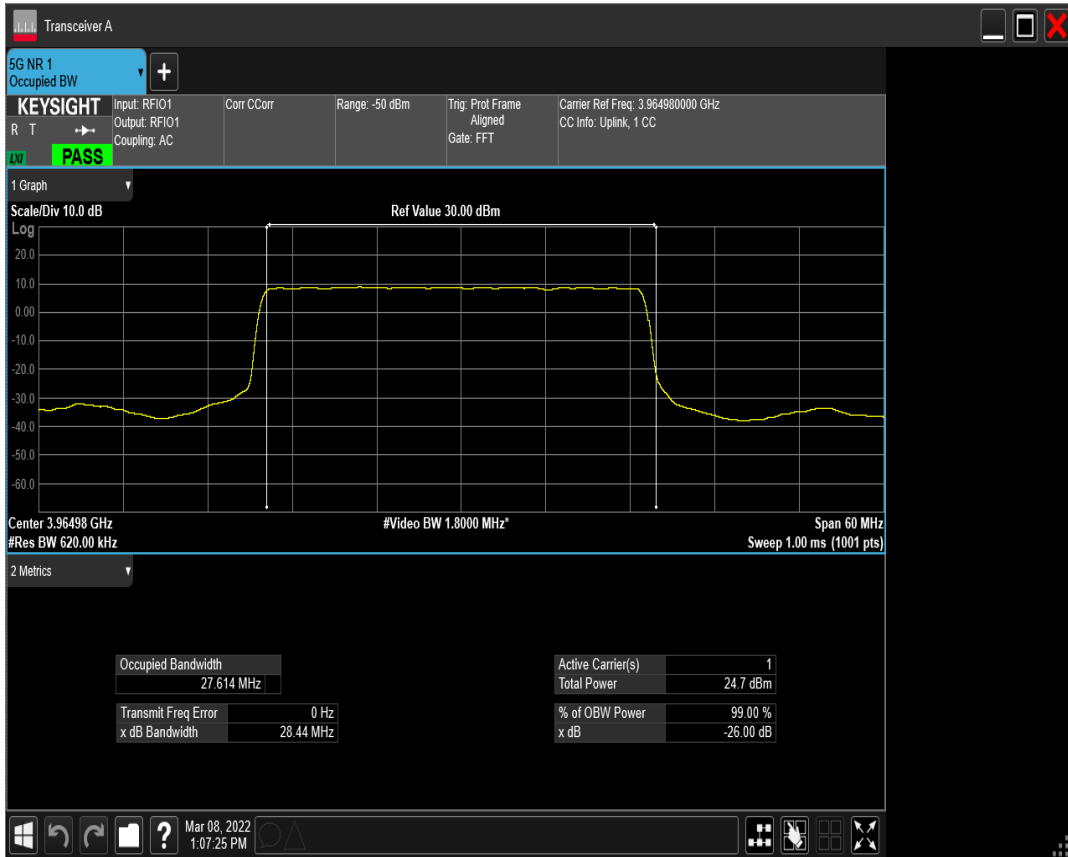 Transceiver A
5G NR 1
Occupied BW
KEYSIGHT
R T
LXI
PASS
Input: RFIO1
Output: RFIO1
Coupling: AC
Corr CCorr
Range: -50 dBm
Trig: Prot Frame
Aligned
Gate: FFT
Carrier Ref Freq: 3.964980000 GHz
CC Info: Uplink, 1 CC
1 Graph
Scale/Div 10.0 dB
Ref Value 30.00 dBm
Log
20.0
10.0
0.00
-10.0
-20.0
-30.0
-40.0
-50.0
-60.0
Center 3.96498 GHz
#Video BW 1.8000 MHz*
Span 60 MHz
#Res BW 620.00 kHz
Sweep 1.00 ms (1001 pts)
2 Metrics
Occupied Bandwidth
27.614 MHz
Transmit Freq Error 0 Hz
x dB Bandwidth 28.44 MHz
Active Carrier(s) 1
Total Power 24.7 dBm
% of OBW Power 99.00 %
x dB -26.00 dB
?
Mar 08, 2022
1:07:25 PM